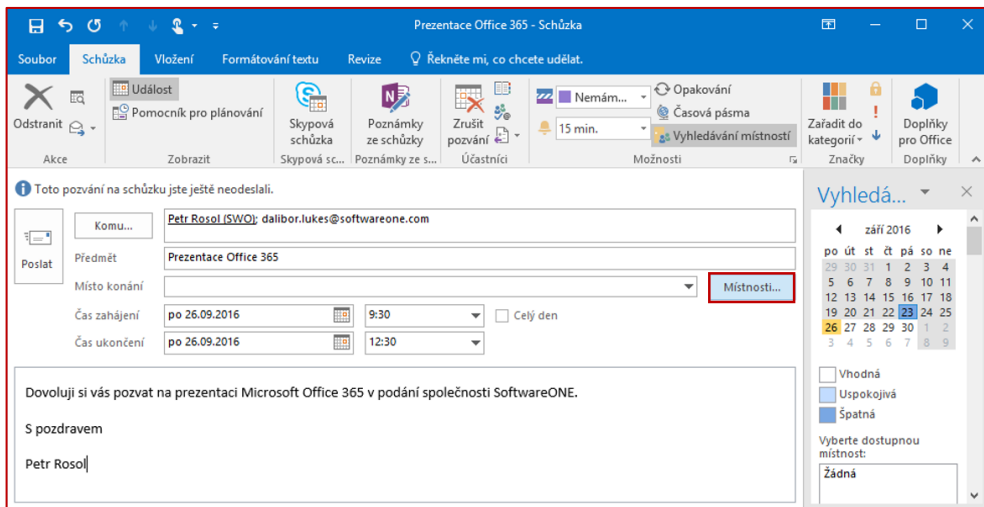 Prezentace Office 365 - Schůzka
Soubor Schůzka Vložení Formátování textu Revize Řekněte mi, co chcete udělat.
Odstranit
Akce
Událost
Pomocník pro plánování
Zobrazit
Skypová
schůzka
Skypová sc...
N
Poznámky
ze schůzky
Poznámky ze s...
Zrušit
pozvání
Účastníci
Nemám...
15 min.
Opakování
Časová pásma
Vyhledávání místností
Možnosti
Zařadit do
kategorií
Značky
Doplňky
pro Office
Doplňky
Toto pozvání na schůzku jste ještě neodeslali.
Poslat
Komu... Petr Rosol (SWO); dalibor.lukes@softwareone.com
Předmět Prezentace Office 365
Místo konání Místnosti...
Čas zahájení po 26.09.2016 9:30 Celý den
Čas ukončení po 26.09.2016 12:30
Dovoluji si vás pozvat na prezentaci Microsoft Office 365 v podání společnosti SoftwareONE.
S pozdravem
Petr Rosol
Vyhledá...
září 2016
po út st čt pá so ne
29 30 31 1 2 3 4
5 6 7 8 9 10 11
12 13 14 15 16 17 18
19 20 21 22 23 24 25
26 27 28 29 30 1 2
3 4 5 6 7 8 9
Vhodná
Uspokojivá
Špatná
Vyberte dostupnou
místnost:
Žádná